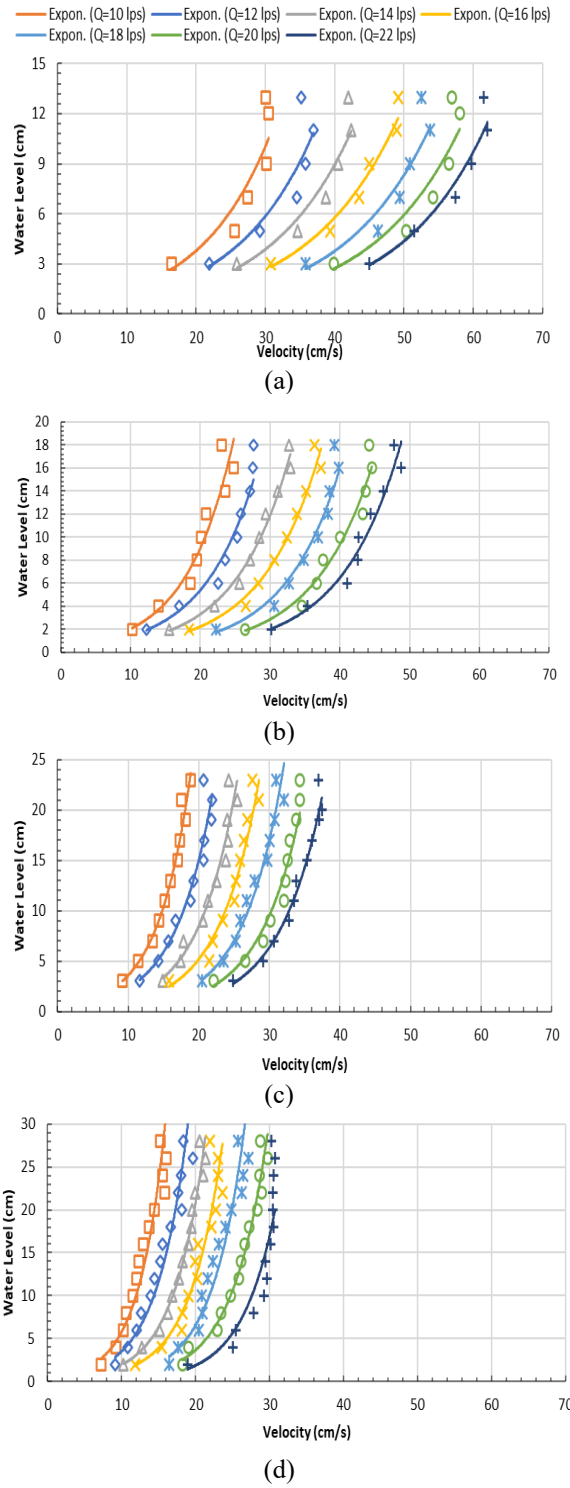 Expon. (Q=10 lps) Expon. (Q=12 lps) Expon. (Q=14 lps) Expon. (Q=16 lps)
Expon. (Q=18 lps) Expon. (Q=20 lps) Expon. (Q=22 lps)
15
12
9
6
3
0
Water Level (cm)
0 10 20 30 40 50 60 70
Velocity (cm/s)
(a)
20
18
16
14
12
10
8
6
4
2
0
Water Level (cm)
0 10 20 30 40 50 60 70
Velocity (cm/s)
(b)
25
20
15
10
5
0
Water Level (cm)
0 10 20 30 40 50 60 70
Velocity (cm/s)
(c)
30
25
20
15
10
5
0
Water Level (cm)
0 10 20 30 40 50 60 70
Velocity (cm/s)
(d)